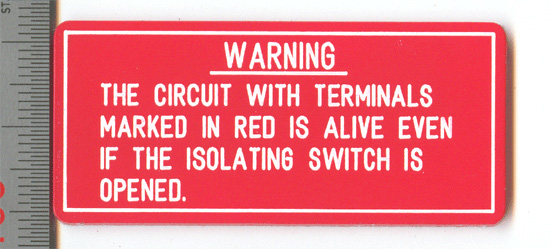 WARNING
THE CIRCUIT WITH TERMINALS
MARKED IN RED IS ALIVE EVEN
IF THE ISOLATING SWITCH IS
OPENED.